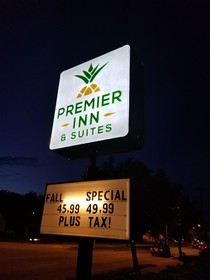 PREMIER
INN
& SUITES
FALL SPECIAL
45.99 49.99
PLUS TAX!